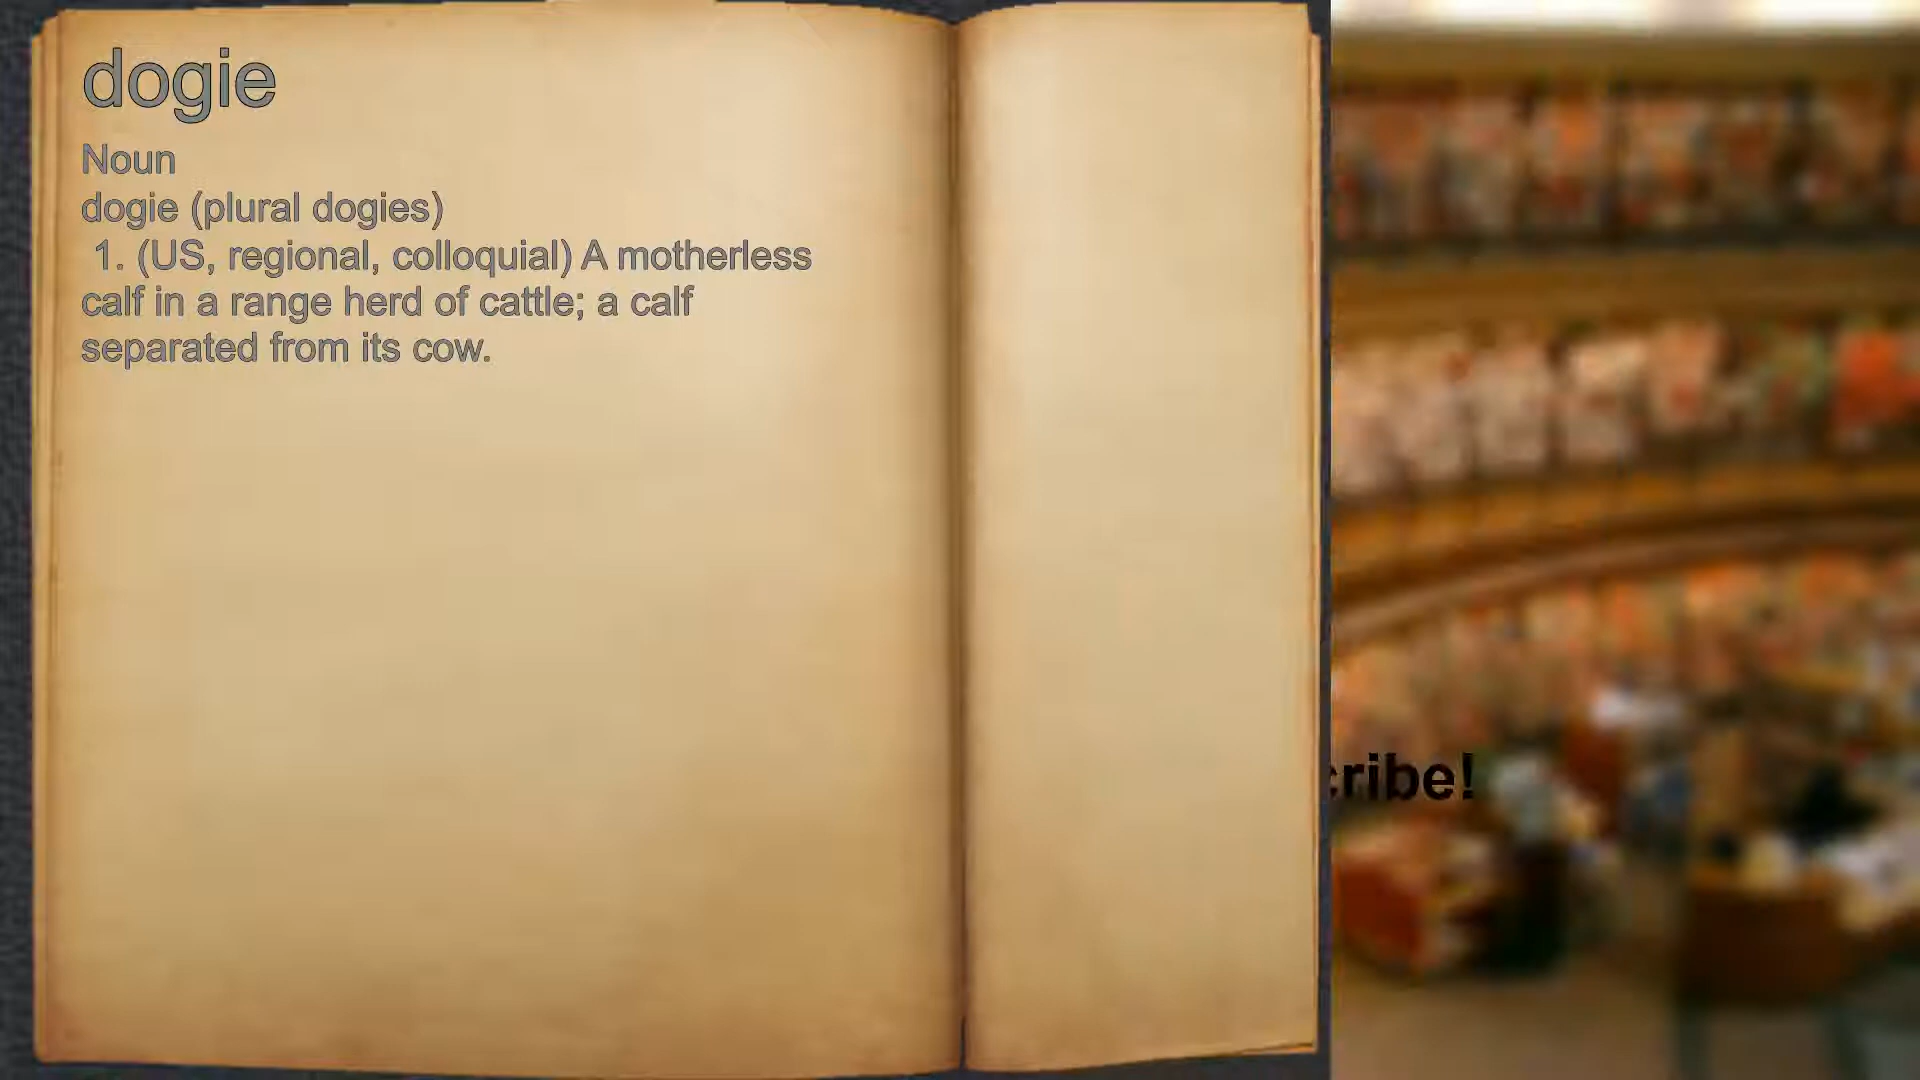 dogie
Noun
dogie (plural dogies)
1. (US, regional, colloquial) A motherless
calf in a range herd of cattle; a calf
separated from its cow.
cribe!